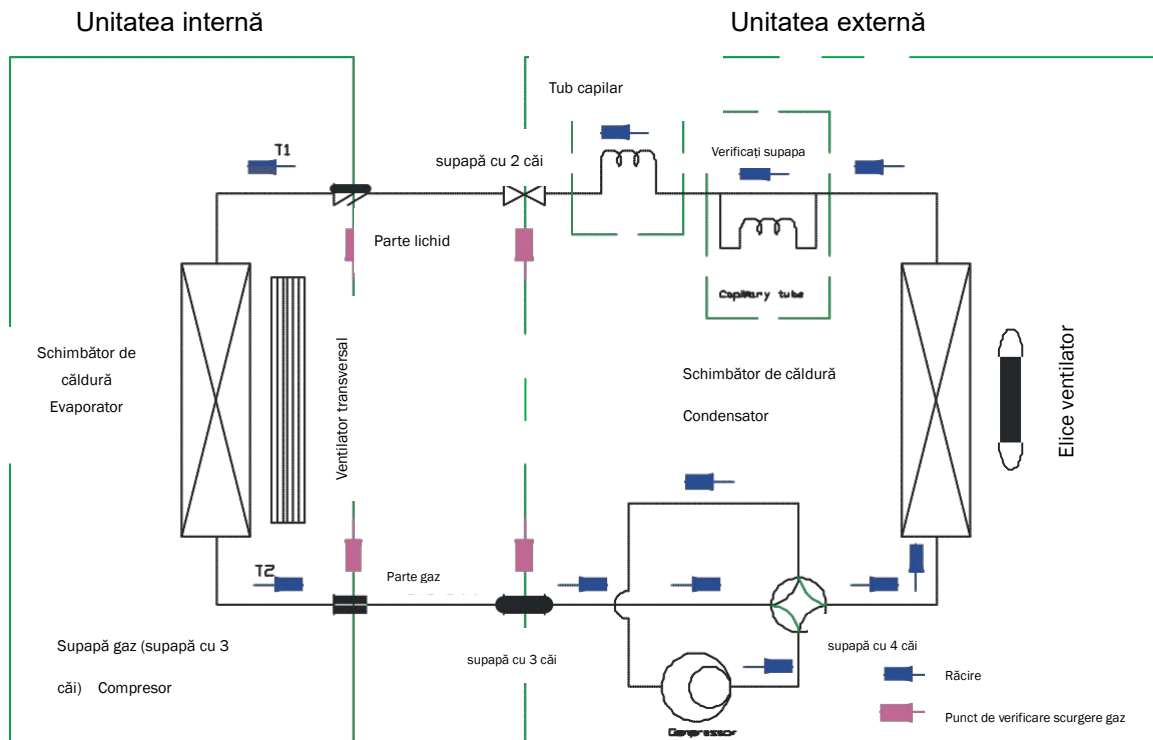 Unitatea internă
Unitatea externă
Tub capilar
T1
supapă cu 2 căi
Verificați supapa
Parte lichid
Capillary tube
Schimbător de
căldură
Evaporator
Ventilator transversal
Schimbător de căldură
Condensator
Elice ventilator
T2
Parte gaz
Supapă gaz (supapă cu 3
căi) Compresor
supapă cu 3 căi
supapă cu 4 căi
Răcire
Compressor
Punct de verificare scurgere gaz